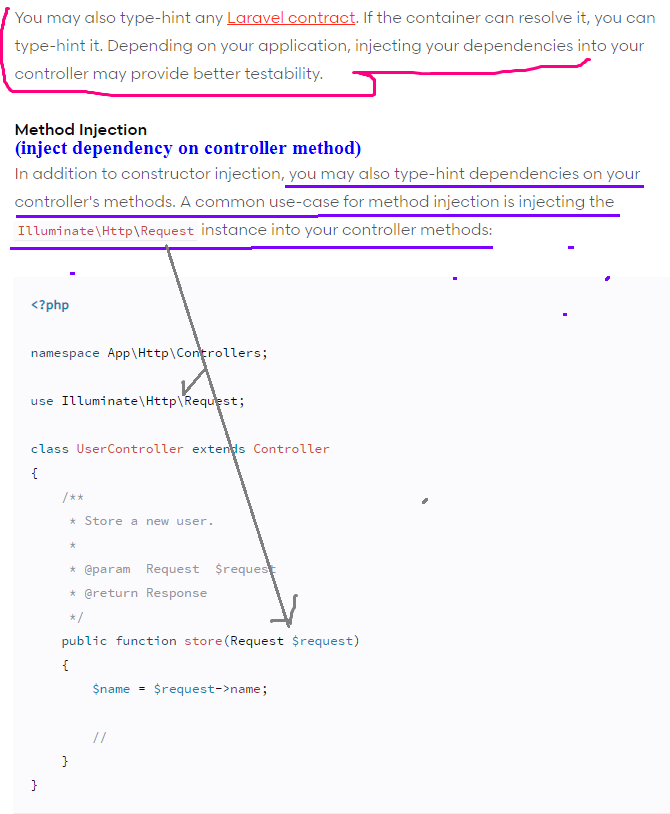 You may also type-hint any Laravel contract. If the container can resolve it, you can
type-hint it. Depending on your application, injecting your dependencies into your
controller may provide better testability.
Method Injection
(inject dependency on controller method)
In addition to constructor injection, you may also type-hint dependencies on your
controller's methods. A common use-case for method injection is injecting the
Illuminate\Http\Request instance into your controller methods:
<?php
namespace App\Http\Controllers;
use Illuminate\Http\Request;
class UserController extends Controller
{
    /**
     * Store a new user.
     *
     * @param  Request  $request
     * @return Response
     */
    public function store(Request $request)
    {
        $name = $request->name;
        //
    }
}